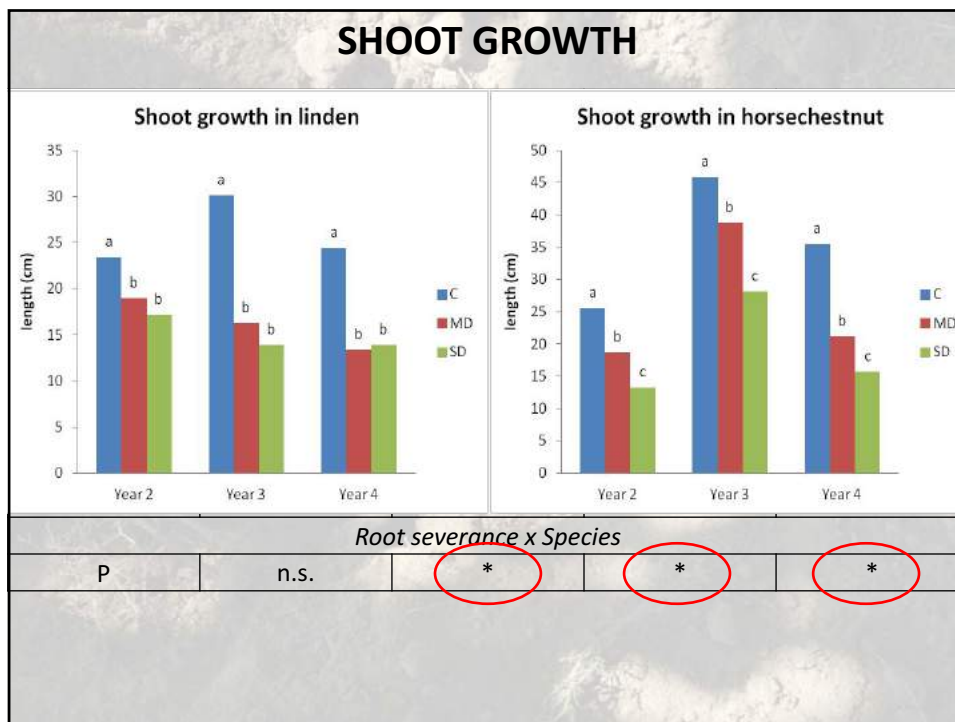 SHOOT GROWTH
Shoot growth in linden
length (cm)
35
30
25
20
15
10
5
0
a
b
b
a
b
b
a
b
b
Year 2
Year 3
Year 4
C
MD
SD
Shoot growth in horsechestnut
length (cm)
50
45
40
35
30
25
20
15
10
5
0
a
b
c
a
b
c
a
b
c
Year 2
Year 3
Year 4
C
MD
SD
Root severance x Species
P n.s. * * *